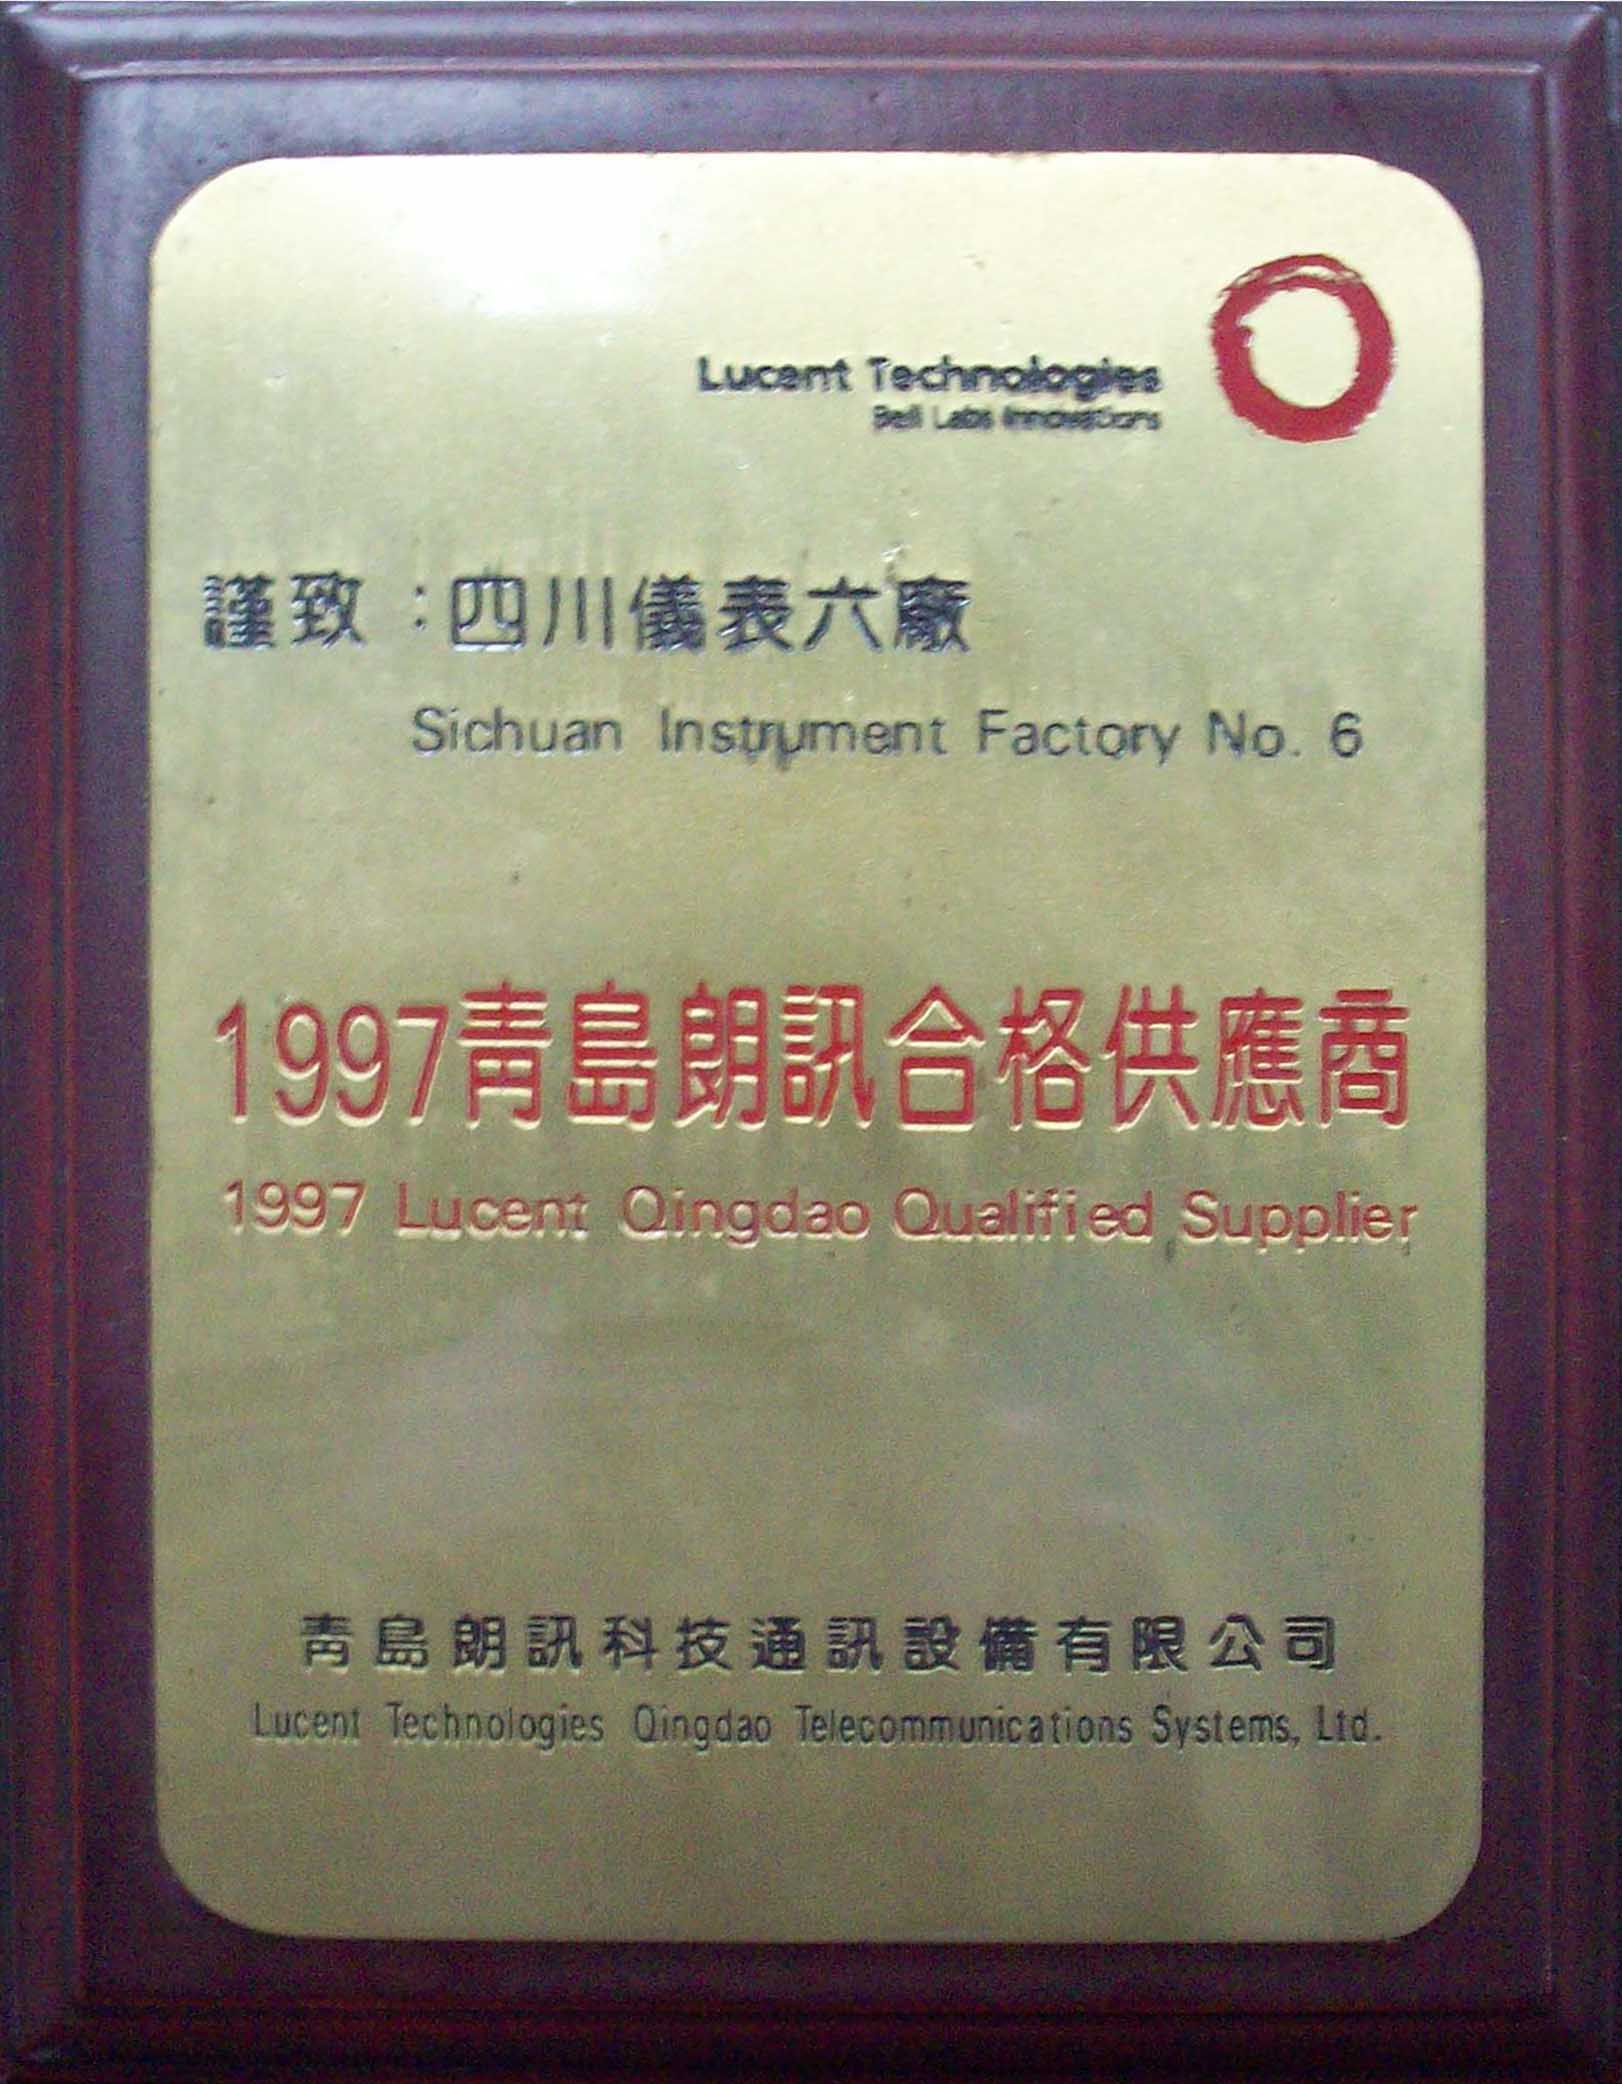 Lucent Technologies
Bell Labs Innovations
謹致：四川儀表六廠
Sichuan Instrument Factory No. 6
1997青島朗訊合格供應商
1997 Lucent Qingdao Qualified Supplier
青島朗訊科技通訊設備有限公司
Lucent Technologies Qingdao Telecommunications Systems, Ltd.